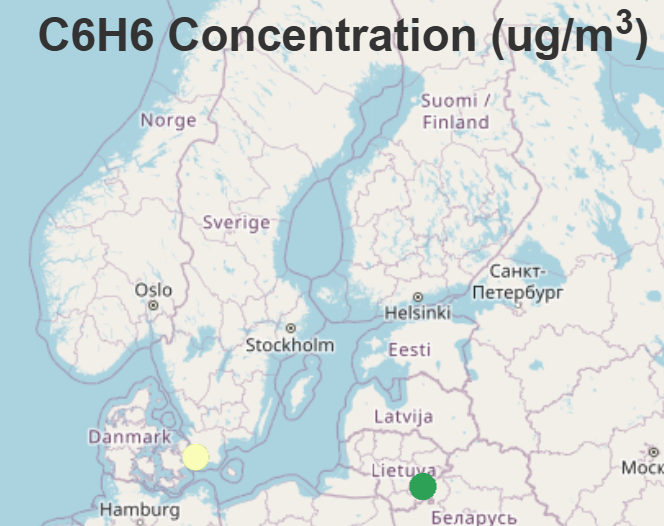 C6H6 Concentration (ug/m³)
Suomi /
Finland
Norge
Sverige
Санкт-
Петербург
Oslo
Helsinki
Stockholm
Eesti
Latvija
Danmark
Lietuva
Моск
Hamburg
Беларусь